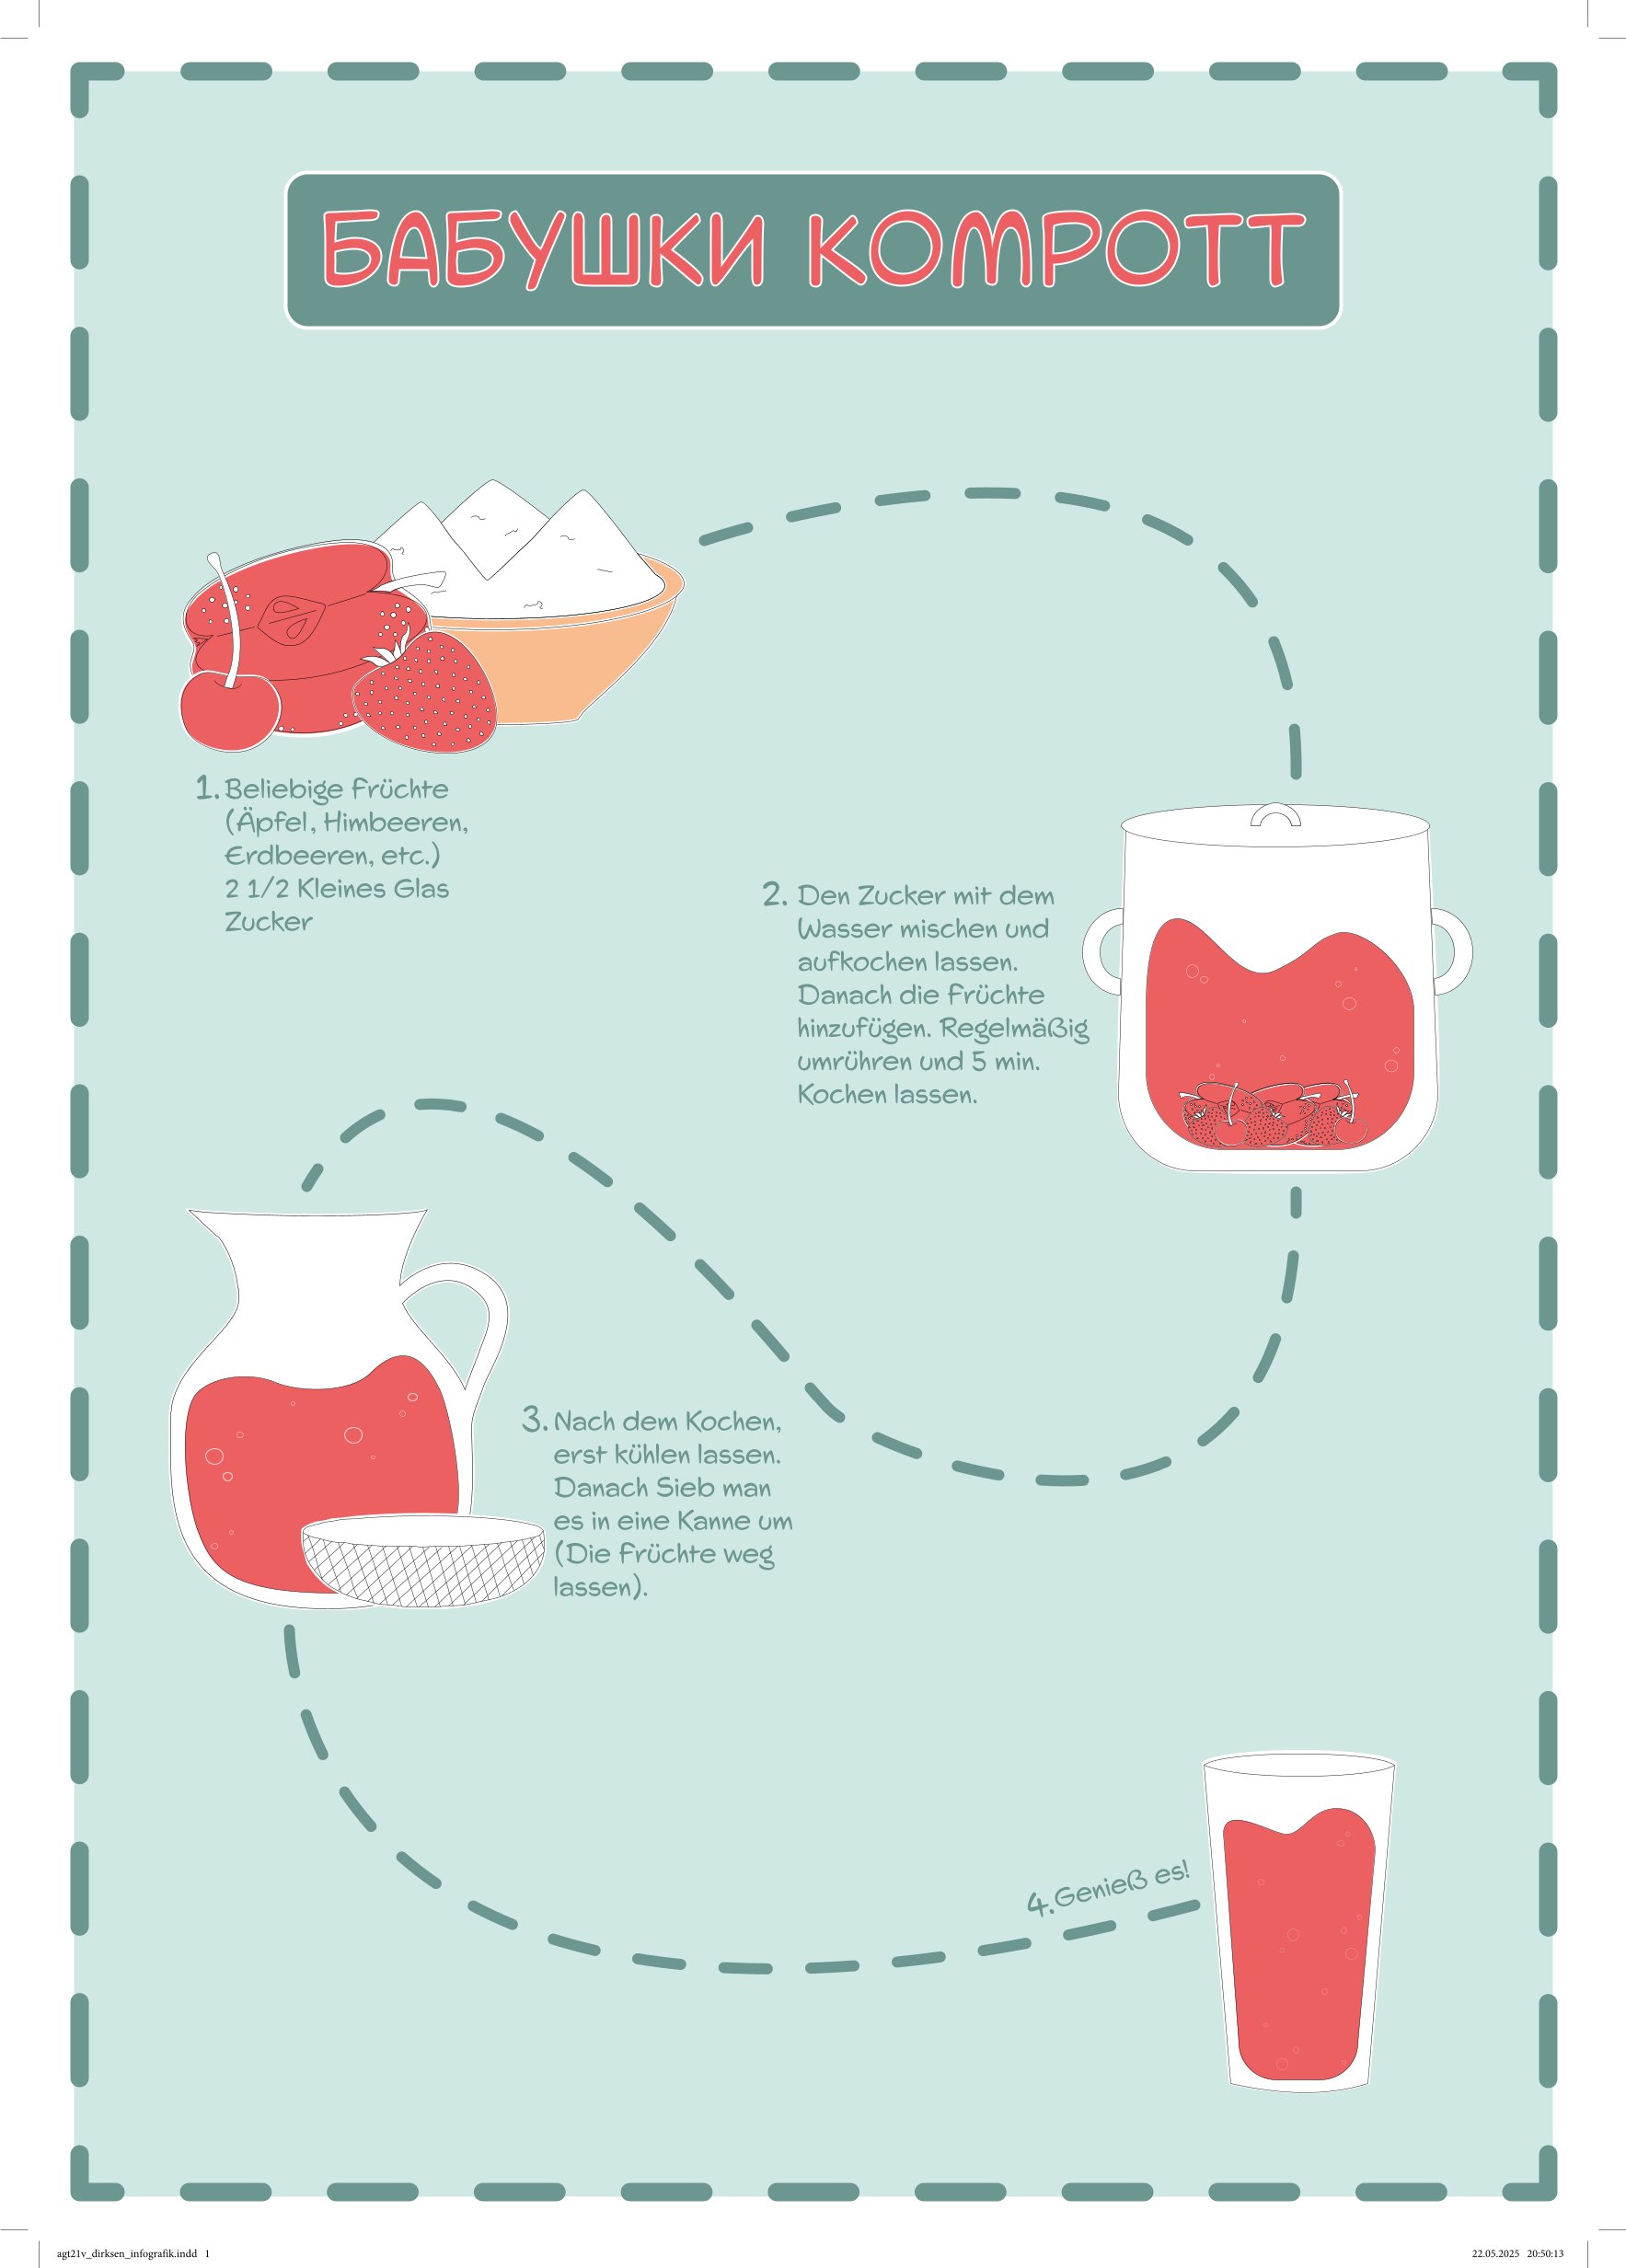 БАБУШКИ КОМРОТТ
1. Beliebige Früchte
(Äpfel, Himbeeren,
Erdbeeren, etc.)
2 1/2 Kleines Glas
Zucker
2. Den Zucker mit dem
Wasser mischen und
aufkochen lassen.
Danach die Früchte
hinzufügen. Regelmäßig
umrühren und 5 min.
Kochen lassen.
3. Nach dem Kochen,
erst kühlen lassen.
Danach Sieb man
es in eine Kanne um
(Die Früchte weg
lassen).
4. Genieß es!
agt21v_dirksen_infografik.indd 1
22.05.2025 20:50:13